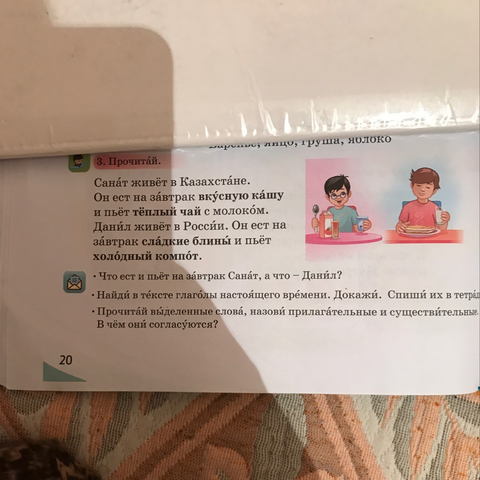 Варенье, яйцо, груша, яблоко
3. Прочита́й.
Сана́т живёт в Казахста́не.
Он ест на за́втрак вку́сную ка́шу
и пьёт тёплый чай с молоко́м.
Дани́л живёт в Росси́и. Он ест на
за́втрак сла́дкие блины́ и пьёт
холо́дный компо́т.
• Что ест и пьёт на за́втрак Сана́т, а что – Дани́л?
• Найди́ в те́ксте глаго́лы настоя́щего вре́мени. Докажи́. Спиши́ их в
• Прочита́й вы́деленные слова́, назови́ прилага́тельные и существи́тельные.
В чём они́ согласу́ются?
20